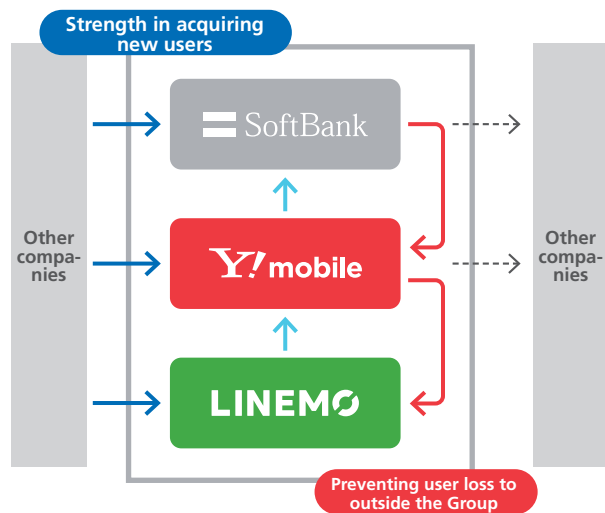 Strength in acquiring
new users
SoftBank
Other
compa-
nies
Y!mobile
Other
compa-
nies
LINEMO
Preventing user loss to
outside the Group